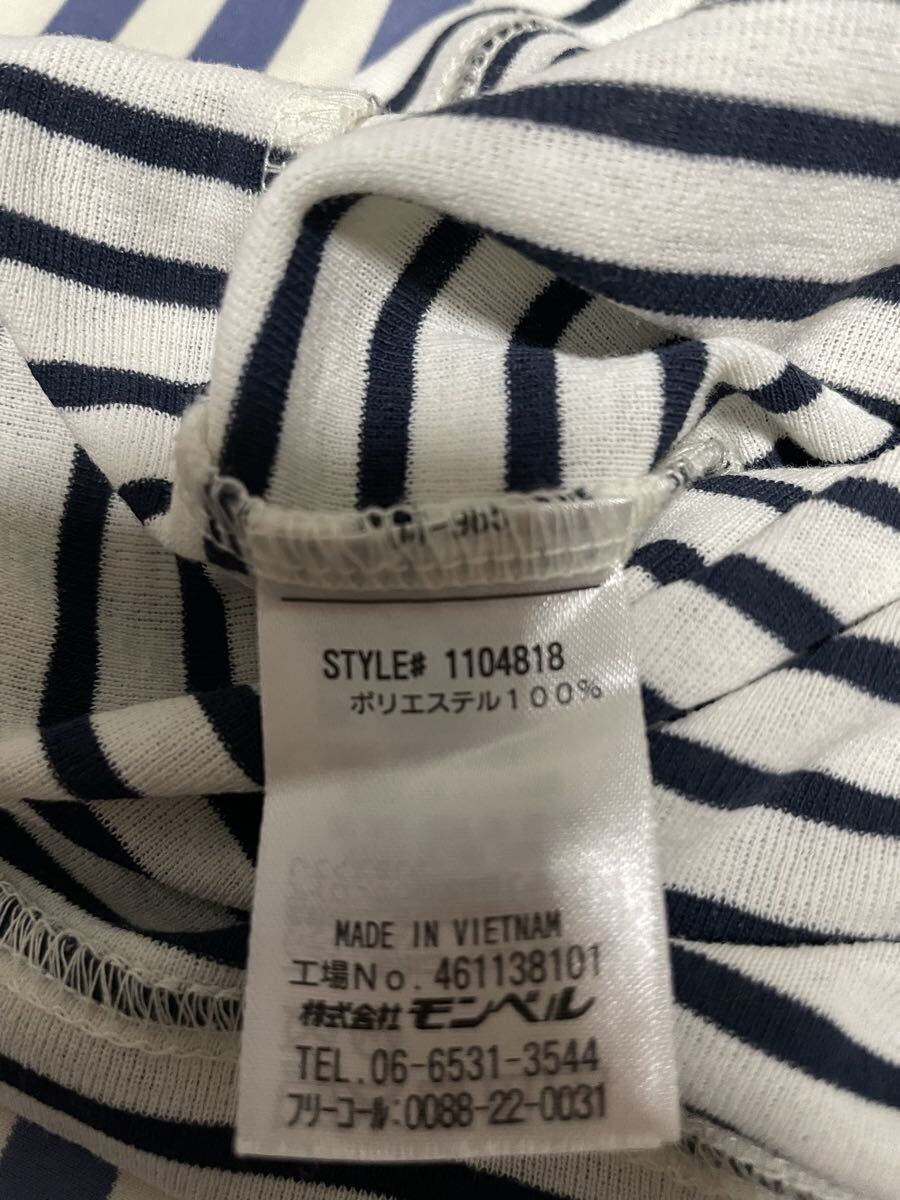 STYLE# 1104818
ポリエステル100%
MADE IN VIETNAM
工場No. 461138101
株式会社 モンベル
TEL. 06-6531-3544
フリーコール:0088-22-0031